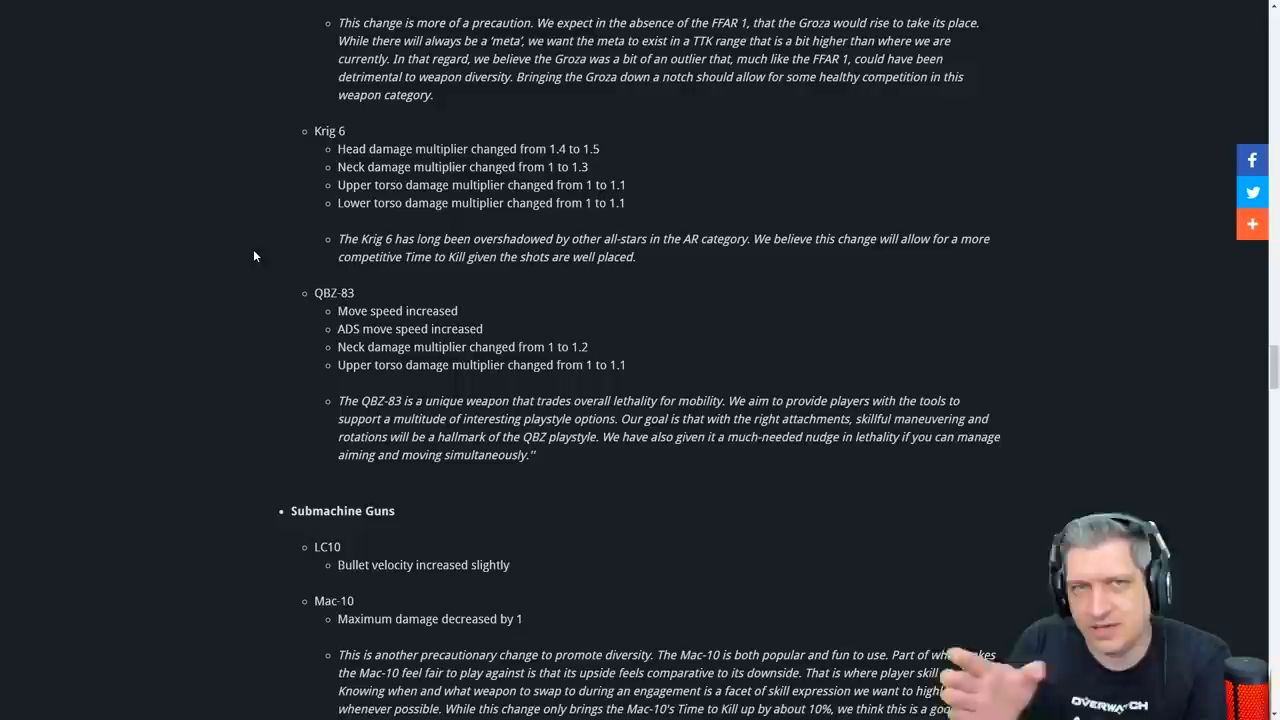 This change is more of a precaution. We expect in the absence of the FFAR 1, that the Groza would rise to take its place.
While there will always be a ‘meta’, we want the meta to exist in a TTK range that is a bit higher than where we are
currently. In that regard, we believe the Groza was a bit of an outlier that, much like the FFAR 1, could have been
detrimental to weapon diversity. Bringing the Groza down a notch should allow for some healthy competition in this
weapon category.
Krig 6
Head damage multiplier changed from 1.4 to 1.5
Neck damage multiplier changed from 1 to 1.3
Upper torso damage multiplier changed from 1 to 1.1
Lower torso damage multiplier changed from 1 to 1.1
The Krig 6 has long been overshadowed by other all-stars in the AR category. We believe this change will allow for a more
competitive Time to Kill given the shots are well placed.
QBZ-83
Move speed increased
ADS move speed increased
Neck damage multiplier changed from 1 to 1.2
Upper torso damage multiplier changed from 1 to 1.1
The QBZ-83 is a unique weapon that trades overall lethality for mobility. We aim to provide players with the tools to
support a multitude of interesting playstyle options. Our goal is that with the right attachments, skillful maneuvering and
rotations will be a hallmark of the QBZ playstyle. We have also given it a much-needed nudge in lethality if you can manage
aiming and moving simultaneously.''
Submachine Guns
LC10
Bullet velocity increased slightly
Mac-10
Maximum damage decreased by 1
This is another precautionary change to promote diversity. The Mac-10 is both popular and fun to use. Part of
the Mac-10 feel fair to play against is that its upside feels comparative to its downside. That is where player skill
Knowing when and what weapon to swap to during an engagement is a facet of skill expression we want to
whenever possible. While this change only brings the Mac-10's Time to Kill up by about 10%, we think this is a
OVERWATCH